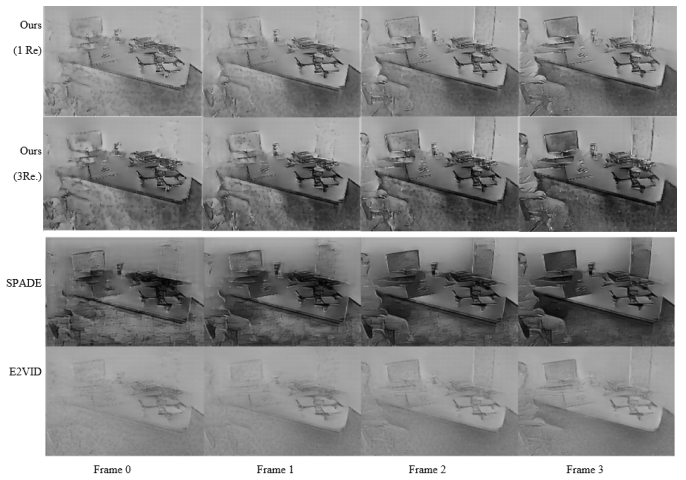 Ours
(1 Re)
Ours
(3Re.)
SPADE
E2VID
Frame 0
Frame 1
Frame 2
Frame 3